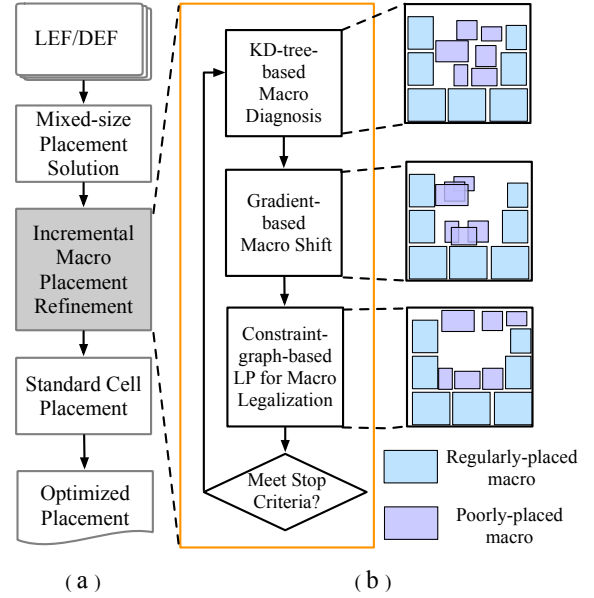 LEF/DEF
Mixed-size
Placement
Solution
Incremental
Macro
Placement
Refinement
Standard Cell
Placement
Optimized
Placement
( a )
KD-tree-
based
Macro
Diagnosis
Gradient-
based
Macro Shift
Constraint-
graph-based
LP for Macro
Legalization
Meet Stop
Criteria?
Regularly-placed
macro
Poorly-placed
macro
( b )